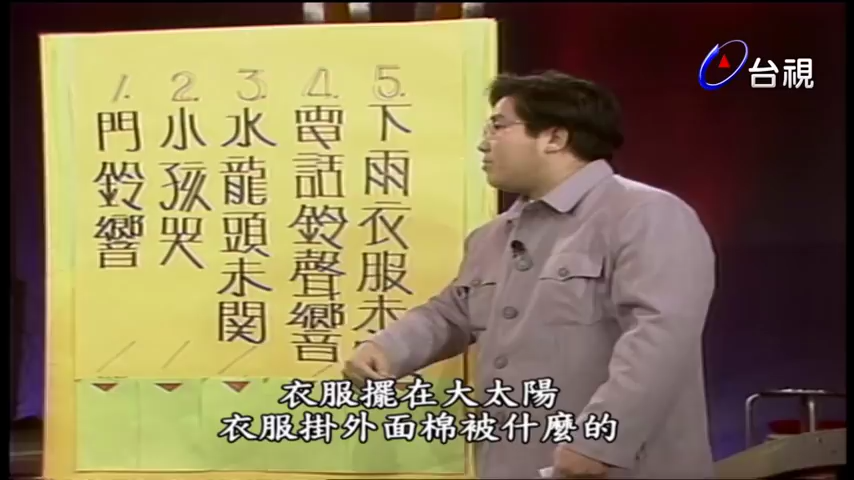 台視
1. 門鈴響
2. 小孩哭
3. 水龍頭未関
4. 電話鈴聲響
5. 下雨衣服未
衣服擺在大太陽
衣服掛外面棉被什麼的